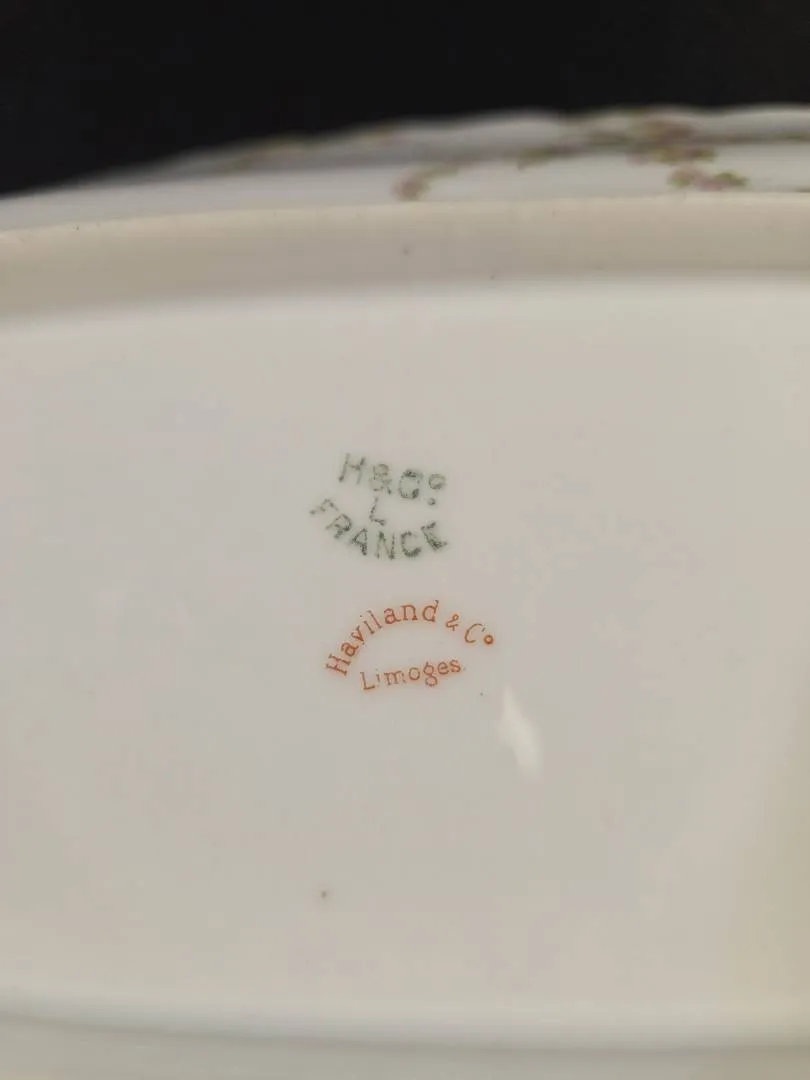 H & Cº
L
FRANCE
Haviland & Cº
Limoges